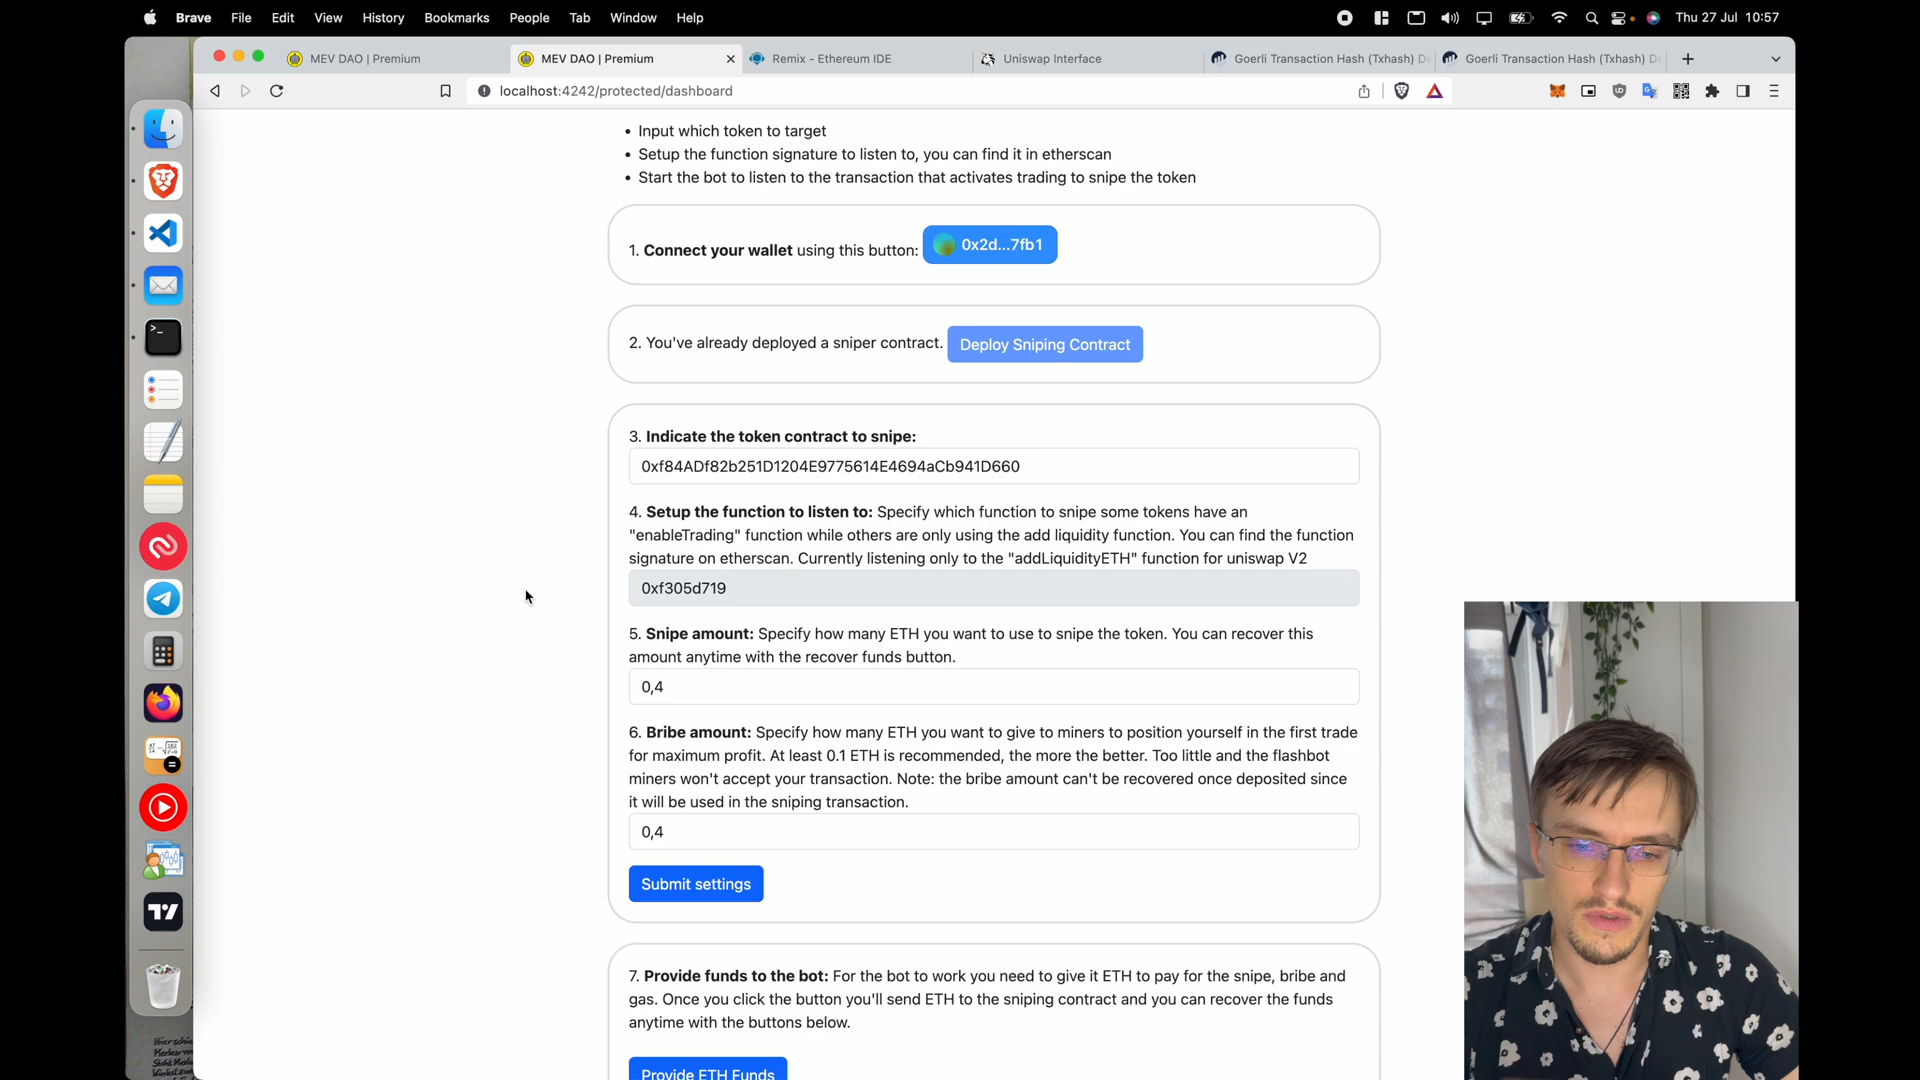 Brave File Edit View History Bookmarks People Tab Window Help Thu 27 Jul 10:57
MEV DAO | Premium MEV DAO | Premium Remix - Ethereum IDE Uniswap Interface Goerli Transaction Hash (Txhash) De Goerli Transaction Hash (Txhash) De
localhost:4242/protected/dashboard
• Input which token to target
• Setup the function signature to listen to, you can find it in etherscan
• Start the bot to listen to the transaction that activates trading to snipe the token
1. Connect your wallet using this button: 0x2d...7fb1
2. You've already deployed a sniper contract. Deploy Sniping Contract
3. Indicate the token contract to snipe:
0xf84ADf82b251D1204E9775614E4694aCb941D660
4. Setup the function to listen to: Specify which function to snipe some tokens have an
"enableTrading" function while others are only using the add liquidity function. You can find the function
signature on etherscan. Currently listening only to the "addLiquidityETH" function for uniswap V2
0xf305d719
5. Snipe amount: Specify how many ETH you want to use to snipe the token. You can recover this
amount anytime with the recover funds button.
0,4
6. Bribe amount: Specify how many ETH you want to give to miners to position yourself in the first trade
for maximum profit. At least 0.1 ETH is recommended, the more the better. Too little and the flashbot
miners won't accept your transaction. Note: the bribe amount can't be recovered once deposited since
it will be used in the sniping transaction.
0,4
Submit settings
7. Provide funds to the bot: For the bot to work you need to give it ETH to pay for the snipe, bribe and
gas. Once you click the button you'll send ETH to the sniping contract and you can recover the funds
anytime with the buttons below.
Provide ETH Funds